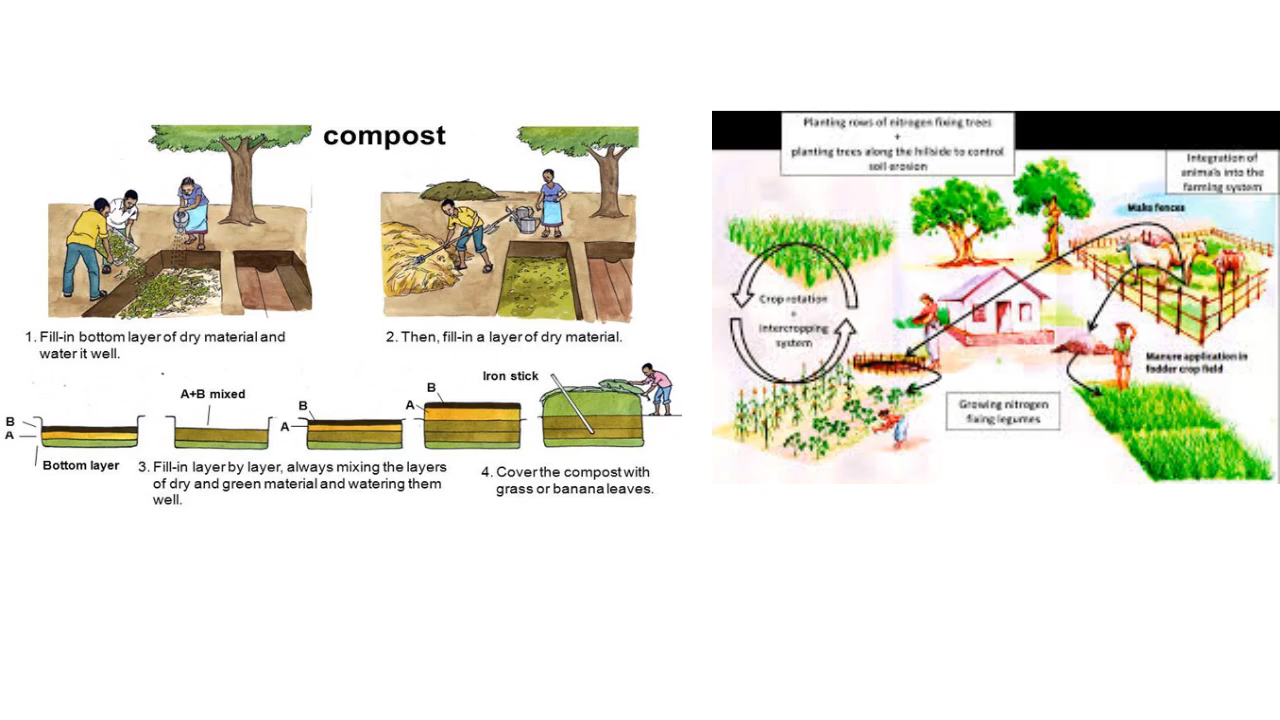 compost
1. Fill-in bottom layer of dry material and
water it well.
2. Then, fill-in a layer of dry material.
B
A
Bottom layer
A+B mixed
B
A
B
A
Iron stick
3. Fill-in layer by layer, always mixing the layers
of dry and green material and watering them
well.
4. Cover the compost with
grass or banana leaves.
Planting rows of nitrogen fixing trees
+
planting trees along the hillside to control
soil erosion
Integration of
animals into the
farming system
Make fences
Crop rotation
+
intercropping
system
Manure application in
fodder crop field
Growing nitrogen
fixing legumes